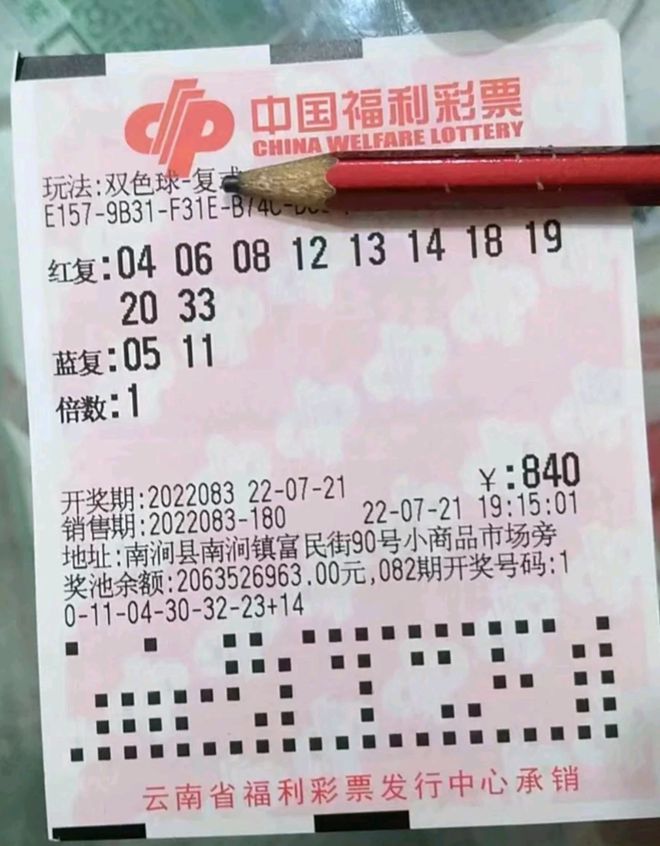 中国福利彩票
CHINA WELFARE LOTTERY
玩法:双色球-复式
E157-9B31-F31E-B74C-
红复:04 06 08 12 13 14 18 19
20 33
蓝复:05 11
倍数:1
¥:840
开奖期:2022083 22-07-21
销售期:2022083-180 22-07-21 19:15:01
地址:南涧县南涧镇富民街90号小商品市场旁
奖池余额:2063526963.00元,082期开奖号码:1
0-11-04-30-32-23+14
云南省福利彩票发行中心承销